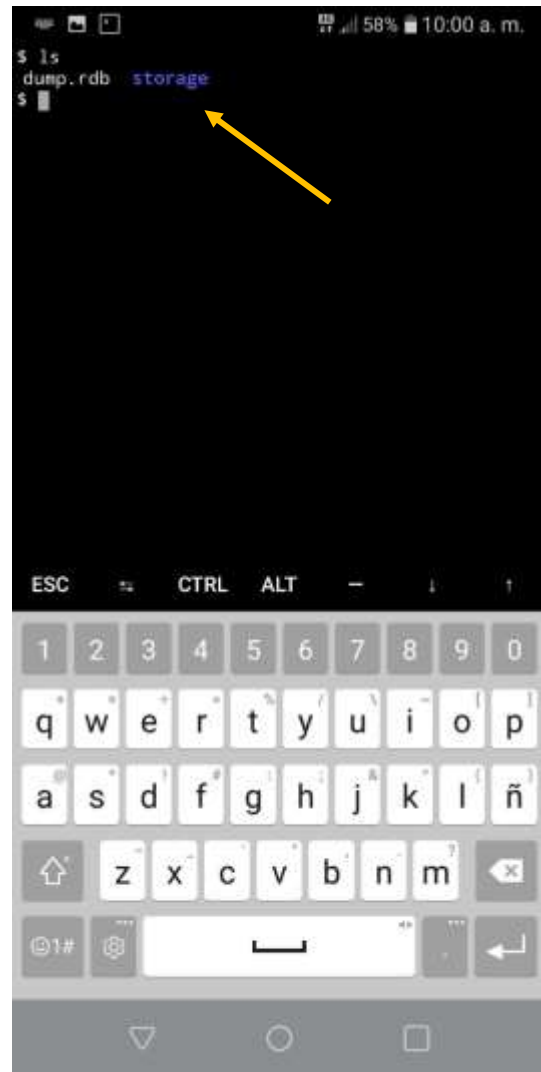 58% 10:00 a. m.
$ ls
dump.rdb storage
$
ESC CTRL ALT –
1 2 3 4 5 6 7 8 9 0
q w e r t y u i o p
a s d f g h j k l ñ
z x c v b n m
1#